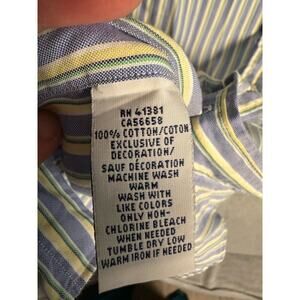 RN 41381
CA56658
100% COTTON/COTON
EXCLUSIVE OF
DECORATION/
SAUF DÉCORATION
MACHINE WASH
WARM
WASH WITH
LIKE COLORS
ONLY NON-
CHLORINE BLEACH
WHEN NEEDED
TUMBLE DRY LOW
WARM IRON IF NEEDED